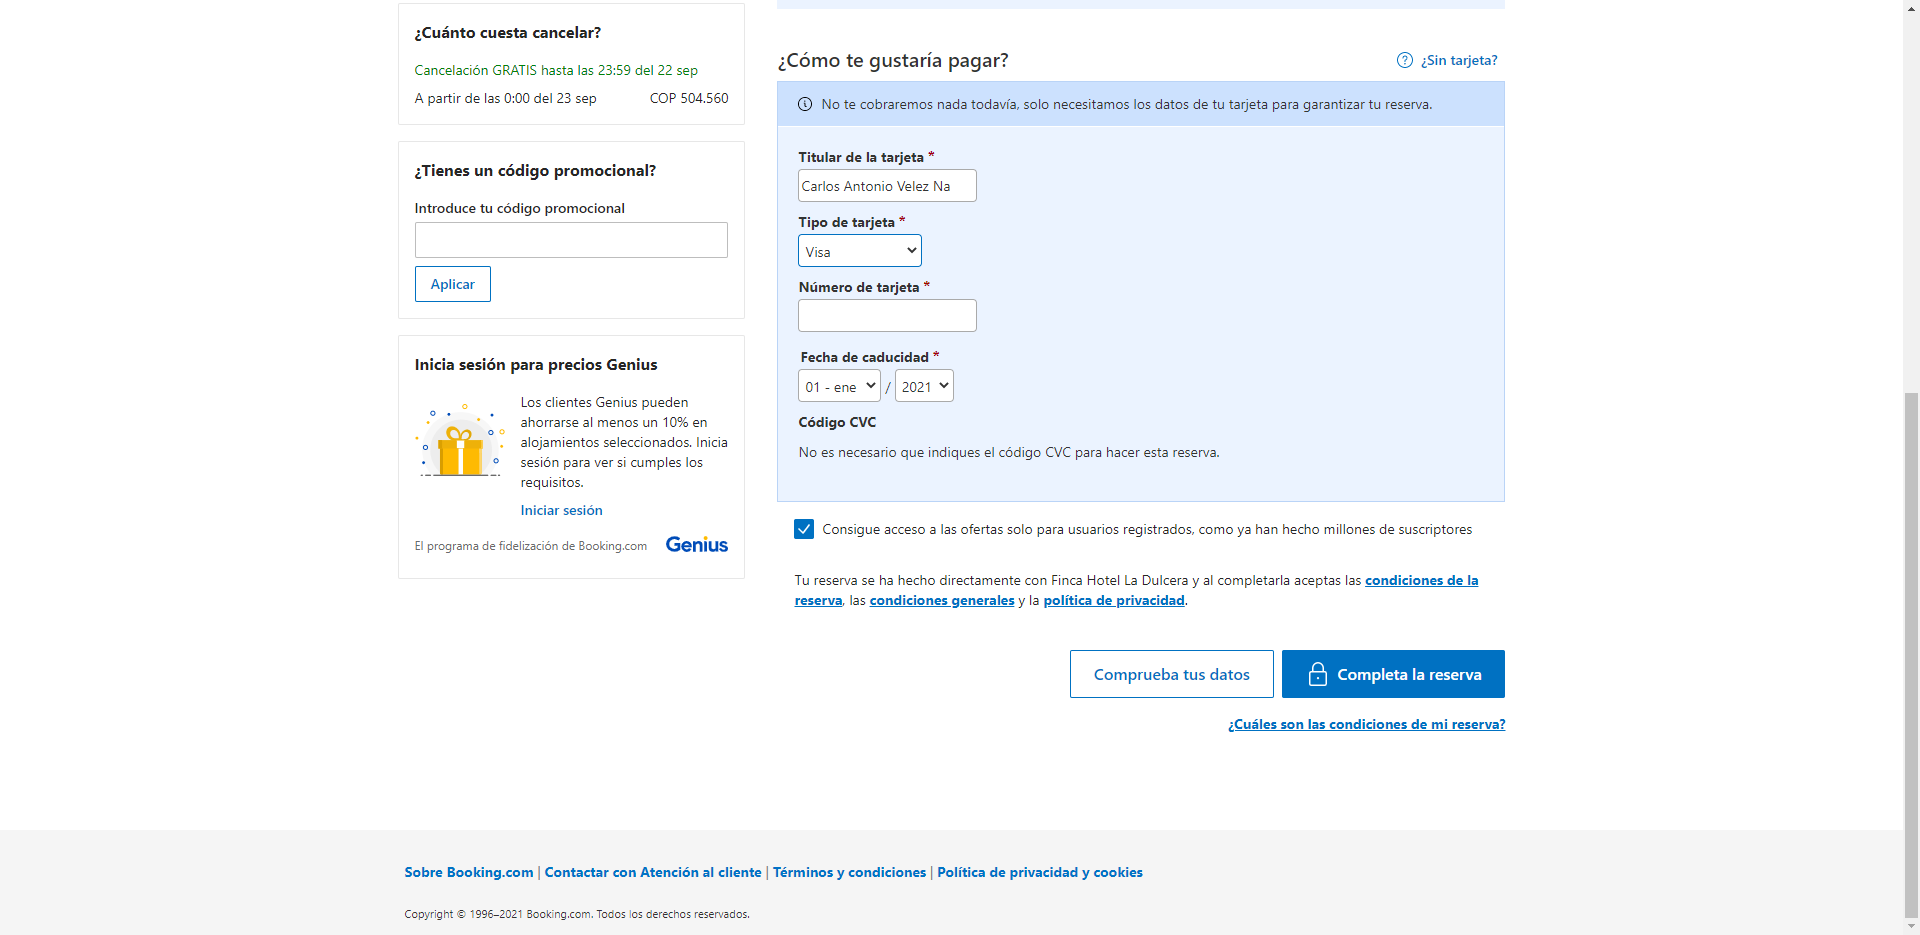 ¿Cuánto cuesta cancelar?
Cancelación GRATIS hasta las 23:59 del 22 sep
A partir de las 0:00 del 23 sep COP 504.560
¿Tienes un código promocional?
Introduce tu código promocional
Aplicar
Inicia sesión para precios Genius
Los clientes Genius pueden
ahorrarse al menos un 10% en
alojamientos seleccionados. Inicia
sesión para ver si cumples los
requisitos.
Iniciar sesión
El programa de fidelización de Booking.com Genius
¿Cómo te gustaría pagar?
¿Sin tarjeta?
No te cobraremos nada todavía, solo necesitamos los datos de tu tarjeta para garantizar tu reserva.
Titular de la tarjeta *
Carlos Antonio Velez Na
Tipo de tarjeta *
Visa
Número de tarjeta *
Fecha de caducidad *
01 - ene / 2021
Código CVC
No es necesario que indiques el código CVC para hacer esta reserva.
Consigue acceso a las ofertas solo para usuarios registrados, como ya han hecho millones de suscriptores
Tu reserva se ha hecho directamente con Finca Hotel La Dulcera y al completarla aceptas las condiciones de la
reserva, las condiciones generales y la política de privacidad.
Comprueba tus datos
Completa la reserva
¿Cuáles son las condiciones de mi reserva?
Sobre Booking.com | Contactar con Atención al cliente | Términos y condiciones | Política de privacidad y cookies
Copyright © 1996–2021 Booking.com. Todos los derechos reservados.